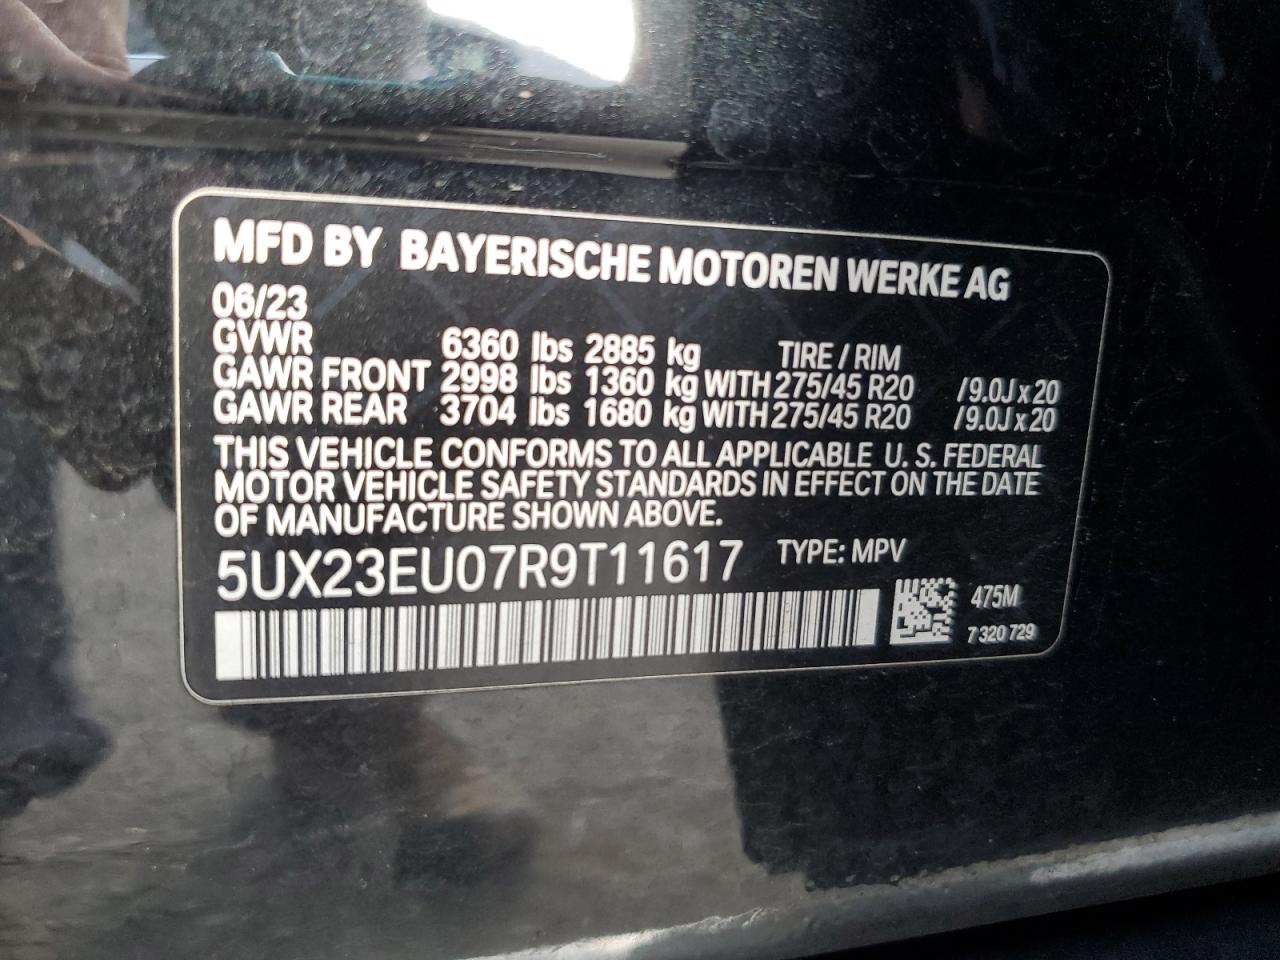 MFD BY BAYERISCHE MOTOREN WERKE AG
06/23
GVWR 6360 lbs 2885 kg TIRE / RIM
GAWR FRONT 2998 lbs 1360 kg WITH 275/45 R20 /9.0J x 20
GAWR REAR 3704 lbs 1680 kg WITH 275/45 R20 /9.0J x 20
THIS VEHICLE CONFORMS TO ALL APPLICABLE U. S. FEDERAL
MOTOR VEHICLE SAFETY STANDARDS IN EFFECT ON THE DATE
OF MANUFACTURE SHOWN ABOVE.
5UX23EU07R9T11617 TYPE: MPV
475M
7 320 729